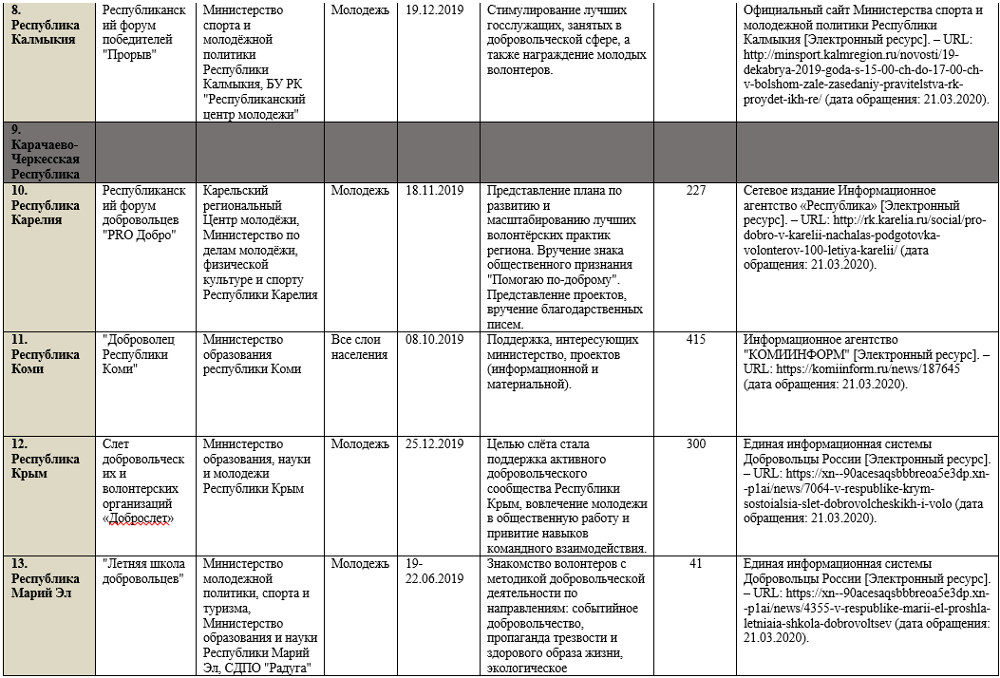 8.
Республика
Калмыкия
Республиканск
ий форум
победителей
"Прорыв"
Министерство
спорта и
молодёжной
политики
Республики
Калмыкия, БУ РК
"Республиканский
центр молодежи"
Молодежь
19.12.2019
Стимулирование лучших
госслужащих, занятых в
добровольческой сфере, а
также награждение молодых
волонтеров.
Официальный сайт Министерства спорта и
молодежной политики Республики
Калмыкия [Электронный ресурс]. – URL:
http://minsport.kalmregion.ru/novosti/19-
dekabrya-2019-goda-s-15-00-ch-do-17-00-ch-
v-bolshom-zale-zasedaniy-pravitelstva-rk-
proydet-ikh-re/ (дата обращения: 21.03.2020).
9.
Карачаево-
Черкесская
Республика
10.
Республика
Карелия
Республиканск
ий форум
добровольцев
"PRO Добро"
Карельский
региональный
Центр молодёжи,
Министерство по
делам молодёжи,
физической
культуре и спорту
Республики Карелия
Молодежь
18.11.2019
Представление плана по
развитию и
масштабированию лучших
волонтёрских практик
региона. Вручение знака
общественного признания
"Помогаю по-доброму".
Представление проектов,
вручение благодарственных
писем.
227
Сетевое издание Информационное
агентство «Республика» [Электронный
ресурс]. – URL: http://rk.karelia.ru/social/pro-
dobro-v-karelii-nachalas-podgotovka-
volonterov-100-letiya-karelii/ (дата
обращения: 21.03.2020).
11.
Республика
Коми
"Доброволец
Республики
Коми"
Министерство
образования
республики Коми
Все слои
населения
08.10.2019
Поддержка, интересующих
министерство, проектов
(информационной и
материальной).
415
Информационное агентство
"КОМИИНФОРМ" [Электронный ресурс]. –
URL: https://komiinform.ru/news/187645
(дата обращения: 21.03.2020).
12.
Республика
Крым
Слет
добровольческ
их и
волонтерских
организаций
«Доброслет»
Министерство
образования, науки
и молодежи
Республики Крым
Молодежь
25.12.2019
Целью слёта стала
поддержка активного
добровольческого
сообщества Республики
Крым, вовлечение молодежи
в общественную работу и
привитие навыков
командного взаимодействия.
300
Единая информационная системы
Добровольцы России [Электронный ресурс].
– URL: https://xn--90acesaqsbbbreoa5e3dp.xn-
-p1ai/news/7064-v-respublike-krym-
sostoialsia-slet-dobrovolcheskikh-i-volo (дата
обращения: 21.03.2020).
13.
Республика
Марий Эл
"Летняя школа
добровольцев"
Министерство
молодежной
политики, спорта и
туризма,
Министерство
образования и науки
Республики Марий
Эл, СДПО "Радуга"
Молодежь
19-
22.06.2019
Знакомство волонтеров с
методикой добровольческой
деятельности по
направлениям: событийное
добровольчество,
пропаганда трезвости и
здорового образа жизни,
экологическое
41
Единая информационная системы
Добровольцы России [Электронный ресурс].
– URL: https://xn--90acesaqsbbbreoa5e3dp.xn-
-p1ai/news/4355-v-respublike-marii-el-proshla-
letniaia-shkola-dobrovoltsev (дата обращения:
21.03.2020).